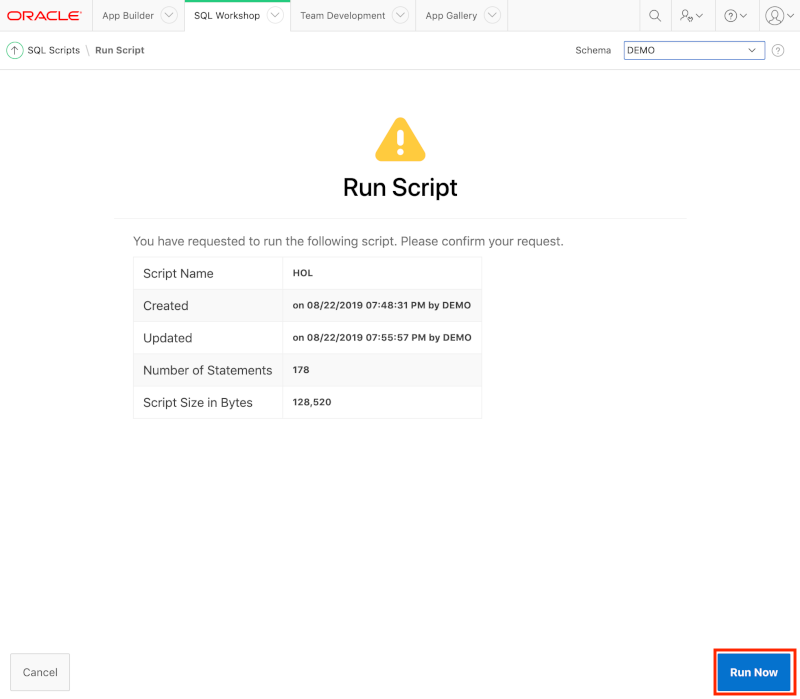 ORACLE App Builder SQL Workshop Team Development App Gallery
SQL Scripts \ Run Script Schema DEMO
Run Script
You have requested to run the following script. Please confirm your request.
Script Name HOL
Created on 08/22/2019 07:48:31 PM by DEMO
Updated on 08/22/2019 07:55:57 PM by DEMO
Number of Statements 178
Script Size in Bytes 128,520
Cancel Run Now